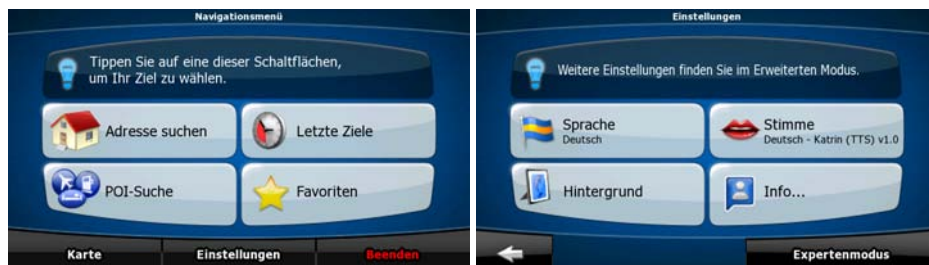 Navigationsmenü
Tippen Sie auf eine dieser Schaltflächen,
um Ihr Ziel zu wählen.
Adresse suchen
Letzte Ziele
POI-Suche
Favoriten
Karte
Einstellungen
Beenden
Einstellungen
Weitere Einstellungen finden Sie im Erweiterten Modus.
Sprache
Deutsch
Stimme
Deutsch - Katrin (TTS) v1.0
Hintergrund
Info...
Expertenmodus